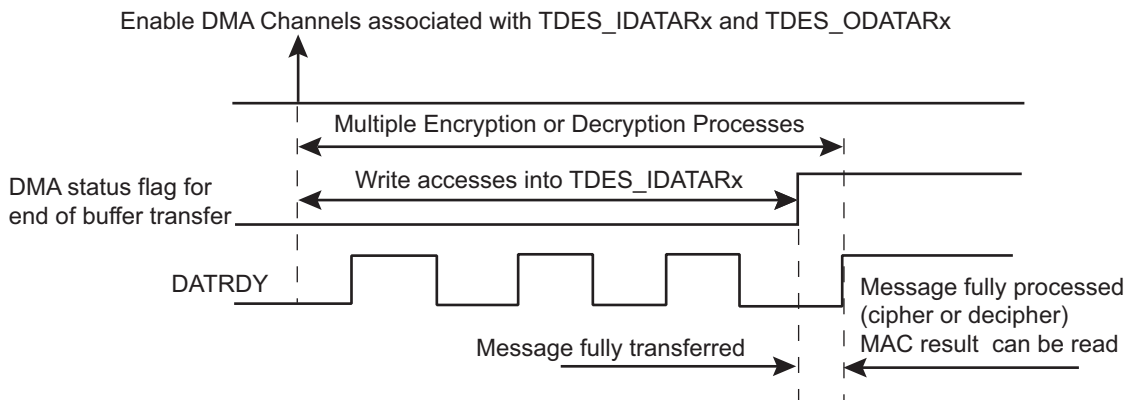 Enable DMA Channels associated with TDES_IDATARx and TDES_ODATARx
Multiple Encryption or Decryption Processes
Write accesses into TDES_IDATARx
DMA status flag for
end of buffer transfer
DATRDY
Message fully processed
(cipher or decipher)
MAC result can be read
Message fully transferred